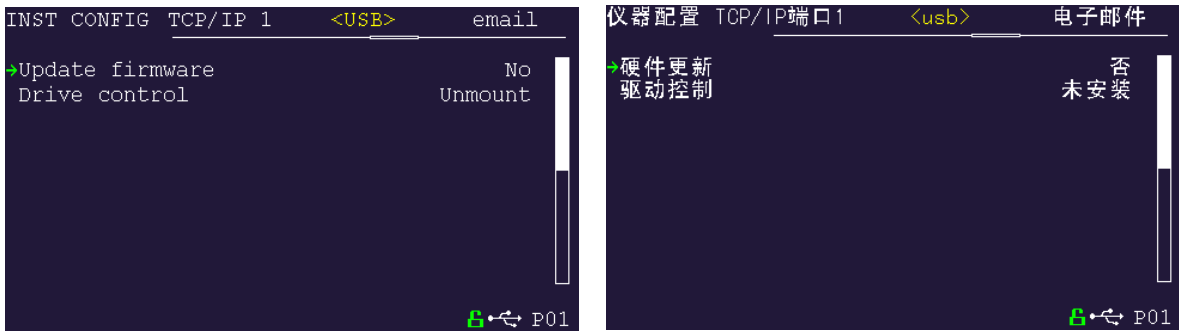 INST CONFIG TCP/IP 1 <USB> email
→Update firmware No
Drive control Unmount
P01
仪器配置 TCP/IP端口1 <usb> 电子邮件
→硬件更新 否
驱动控制 未安装
P01